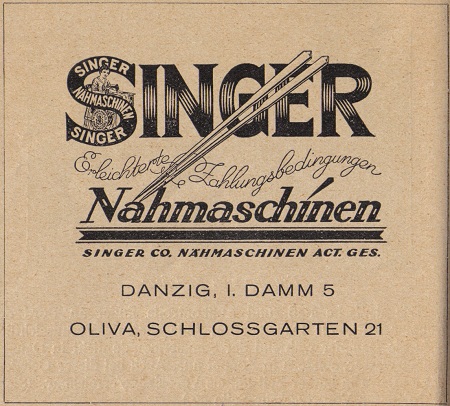 SINGER
NÄHMASCHINEN
SINGER
SINGER
Erleichterte Zahlungsbedingungen
Nähmaschinen
SINGER CO. NÄHMASCHINEN ACT. GES.
DANZIG, I. DAMM 5
OLIVA, SCHLOSSGARTEN 21